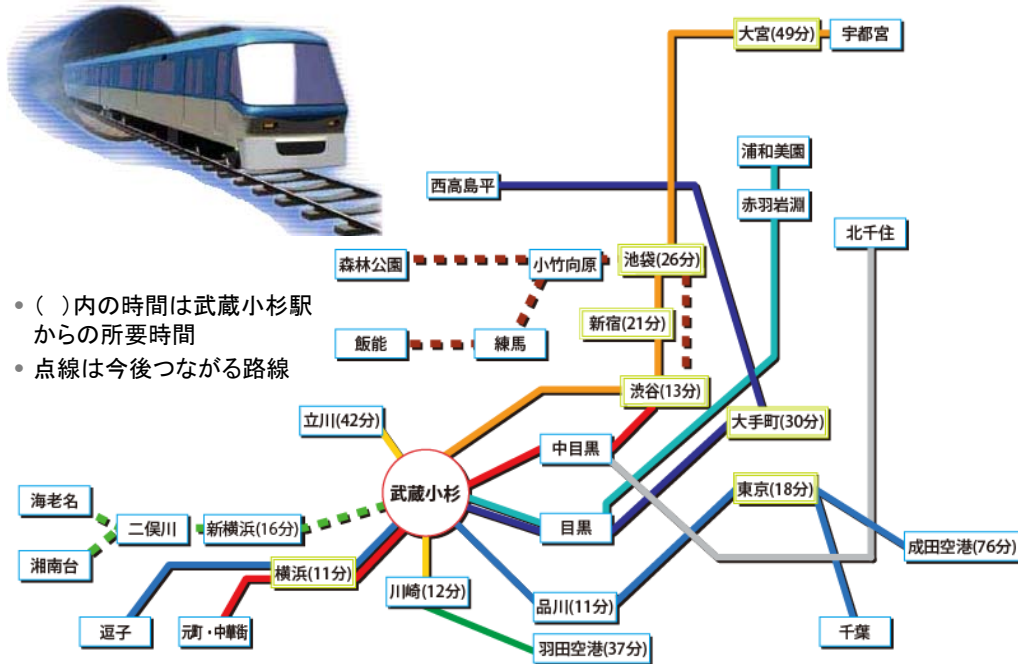 大宮(49分)
宇都宮
浦和美園
西高島平
赤羽岩淵
北千住
森林公園
小竹向原
池袋(26分)
• (　)内の時間は武蔵小杉駅
からの所要時間
• 点線は今後つながる路線
新宿(21分)
飯能
練馬
渋谷(13分)
立川(42分)
大手町(30分)
中目黒
武蔵小杉
東京(18分)
海老名
二俣川
新横浜(16分)
目黒
成田空港(76分)
湘南台
横浜(11分)
川崎(12分)
品川(11分)
逗子
元町・中華街
羽田空港(37分)
千葉